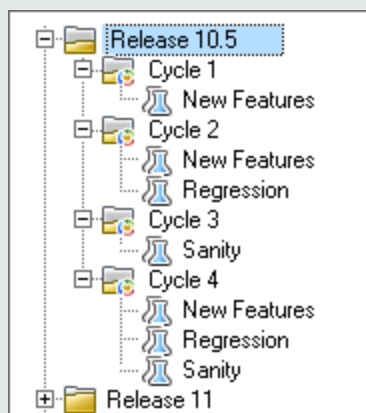 Release 10.5
Cycle 1
New Features
Cycle 2
New Features
Regression
Cycle 3
Sanity
Cycle 4
New Features
Regression
Sanity
Release 11